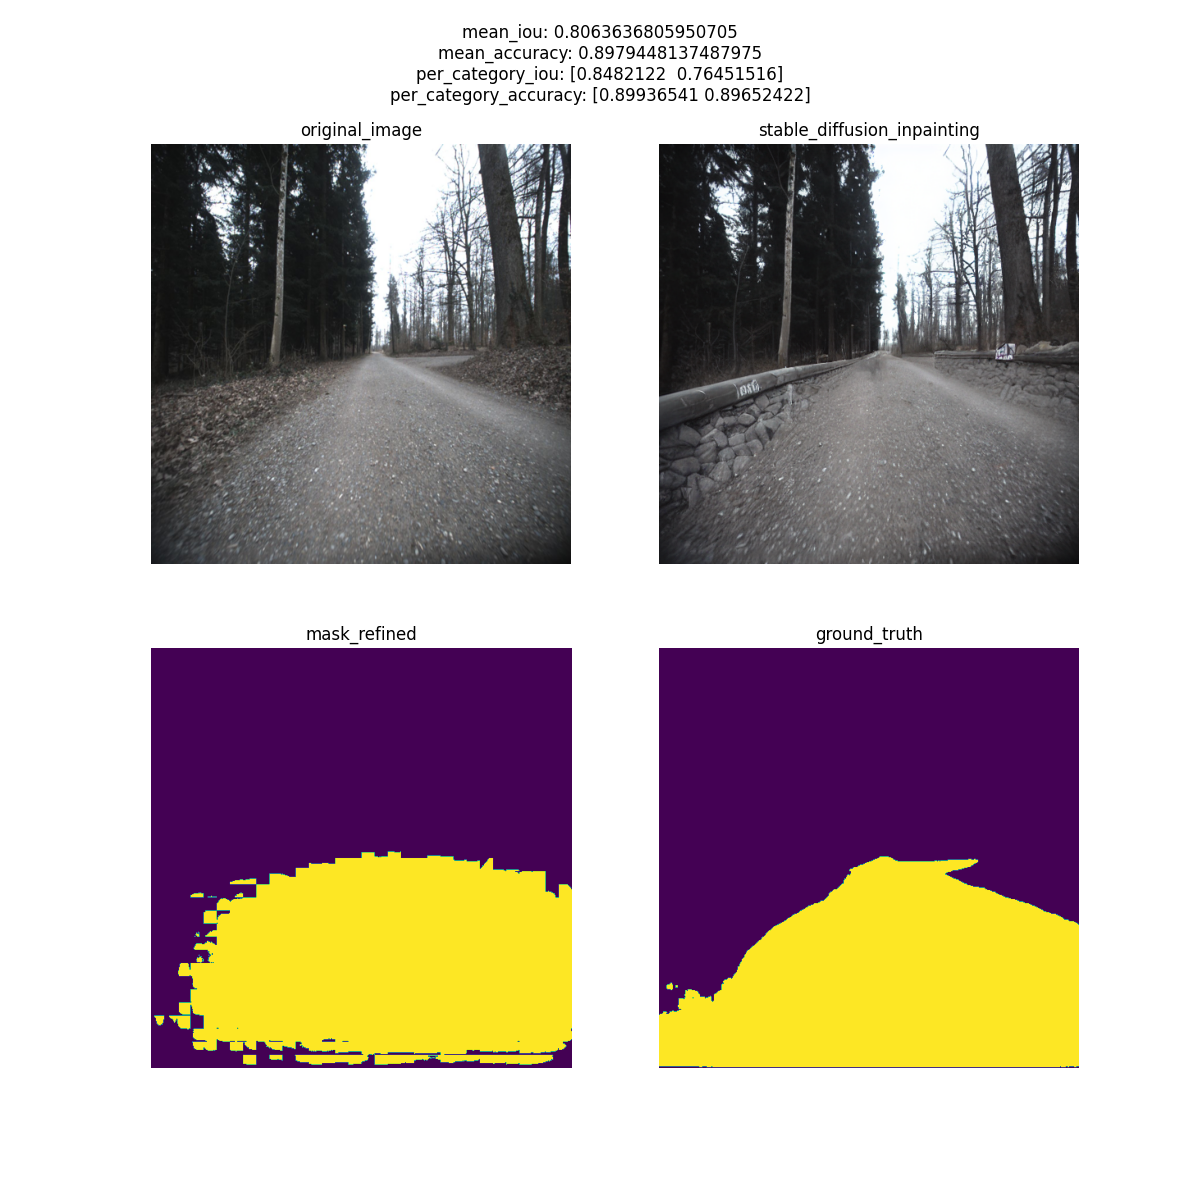 mean_iou: 0.8063636805950705
mean_accuracy: 0.8979448137487975
per_category_iou: [0.8482122  0.76451516]
per_category_accuracy: [0.89936541 0.89652422]
original_image
stable_diffusion_inpainting
mask_refined
ground_truth